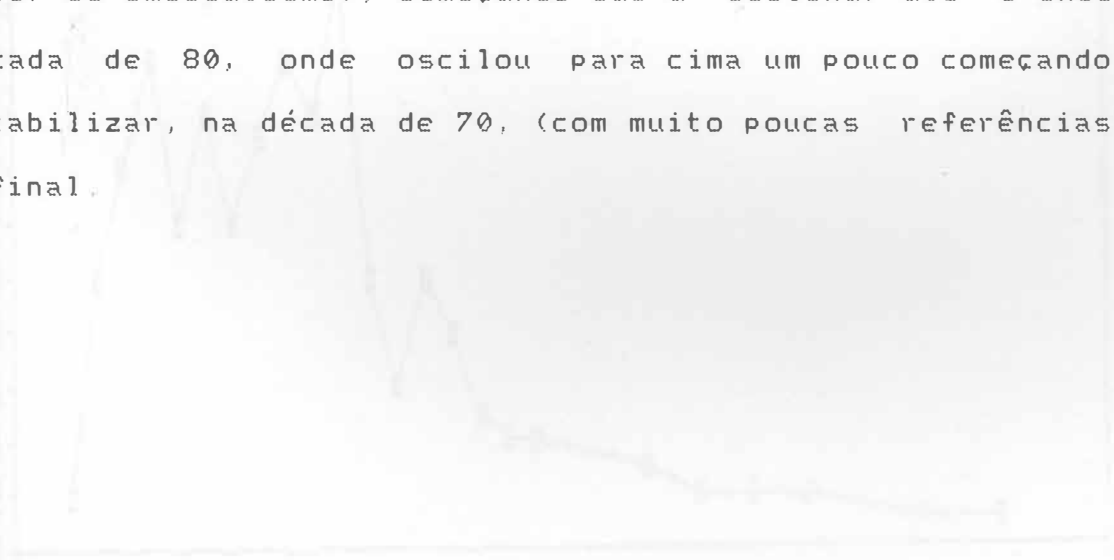 cada de 80, onde oscilou para cima um pouco começando
tabilizar, na década de 70, (com muito poucas referências
final.